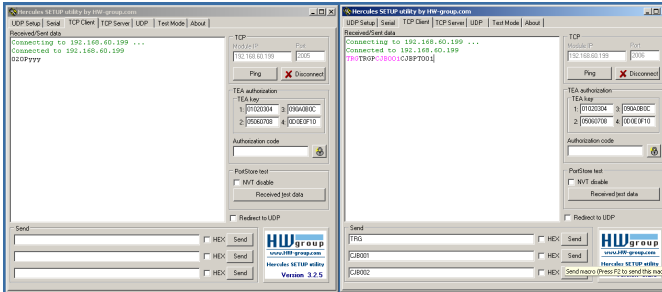 Hercules SETUP utility by HW-group.com
UDP Setup Serial TCP Client TCP Server UDP Test Mode About
Received/Sent data
Connecting to 192.168.60.199 ...
Connected to 192.168.60.199
TCP
Module IP Port
192.168.60.199 2005
Ping Disconnect
TEA authorization
TEA key
1: 01020304 3: 090A0B0C
2: 05060708 4: 0D0E0F10
Authorization code
PortStore test
NVT disable
Received test data
Redirect to UDP
Send
HEX Send
HEX Send
HEX Send
HWgroup
www.HW-group.com
Hercules SETUP utility
Version 3.2.5
Hercules SETUP utility by HW-group.com
UDP Setup Serial TCP Client TCP Server UDP Test Mode About
Received/Sent data
Connecting to 192.168.60.199 ...
Connected to 192.168.60.199
TRGTRGPCJB001CJBPT001
TCP
Module IP Port
192.168.60.199 2006
Ping Disconnect
TEA authorization
TEA key
1: 01020304 3: 090A0B0C
2: 05060708 4: 0D0E0F10
Authorization code
PortStore test
NVT disable
Received test data
Redirect to UDP
Send
TRG HEX Send
CJB001 HEX Send
CJB002 HEX Send
HWgroup
www.HW-group.com
Hercules SETUP utility
Send macro (Press F2 to send this mac